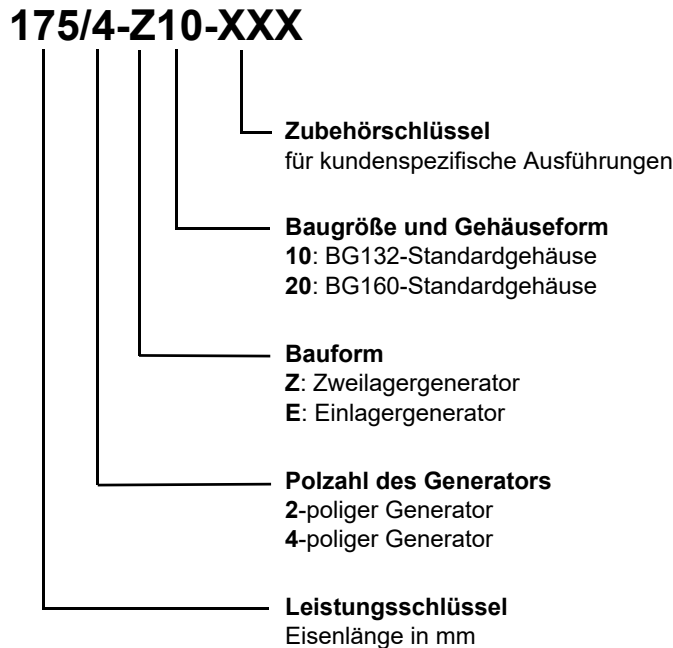 175/4-Z10-XXX
Zubehörschlüssel
für kundenspezifische Ausführungen
Baugröße und Gehäuseform
10: BG132-Standardgehäuse
20: BG160-Standardgehäuse
Bauform
Z: Zweilagergenerator
E: Einlagergenerator
Polzahl des Generators
2-poliger Generator
4-poliger Generator
Leistungsschlüssel
Eisenlänge in mm